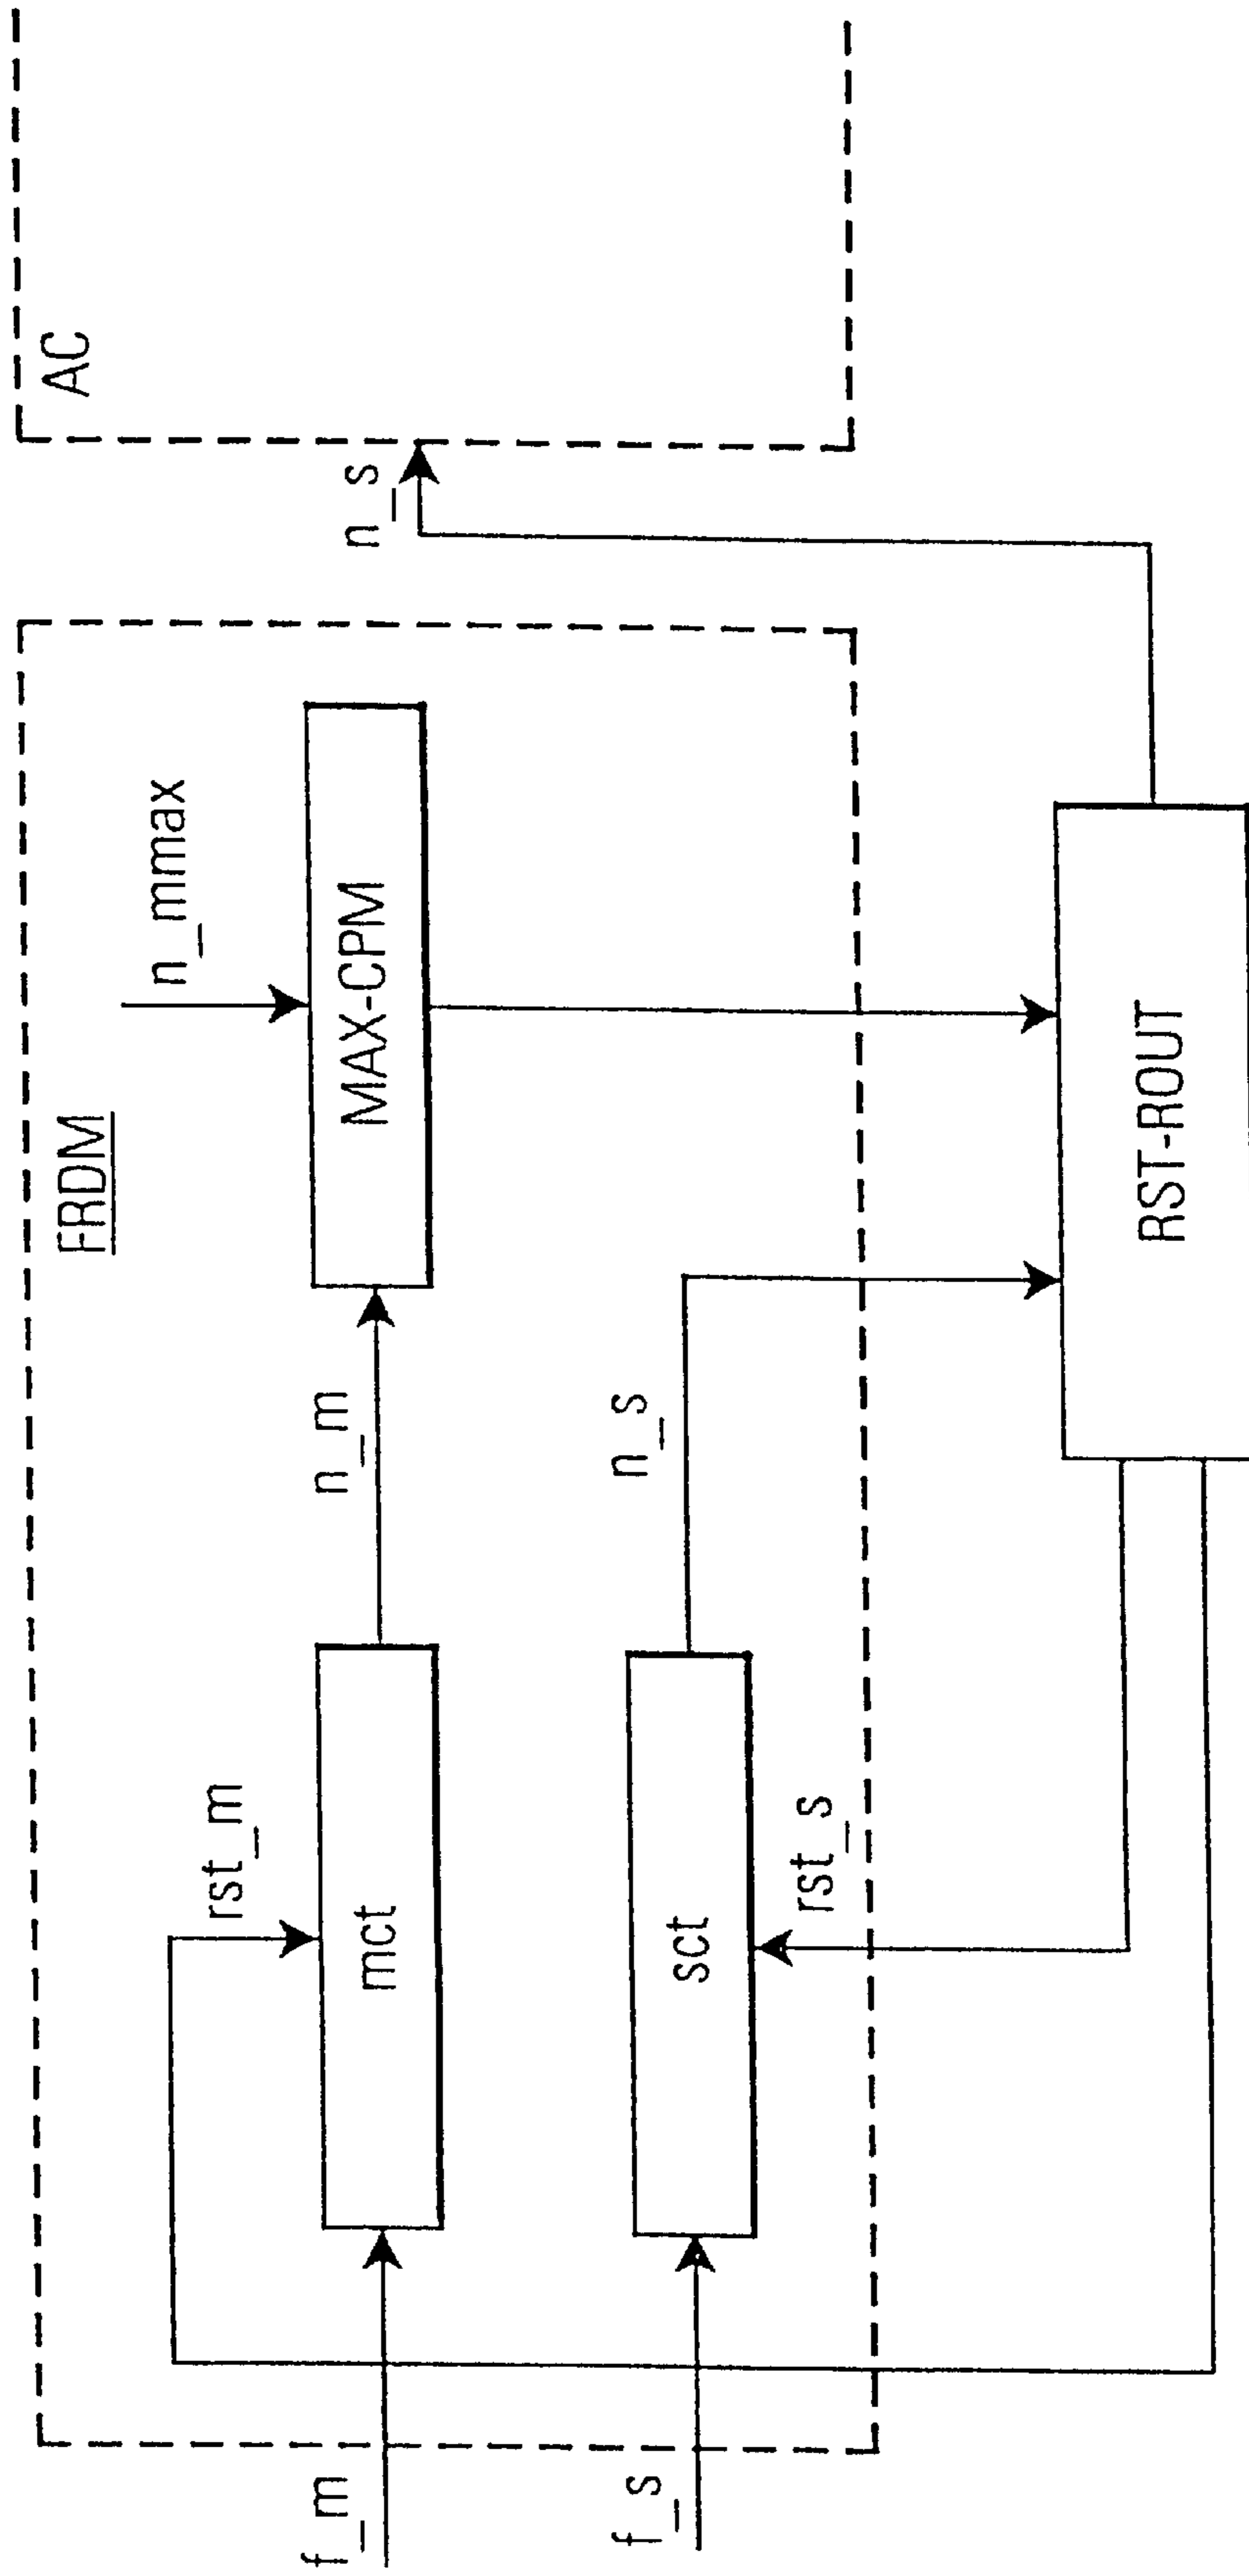 FRDM
AC
n_mmax
rst_m
n_m
n_s
f_m
mct
MAX-CPM
n_s
f_s
sct
rst_s
RST-ROUT